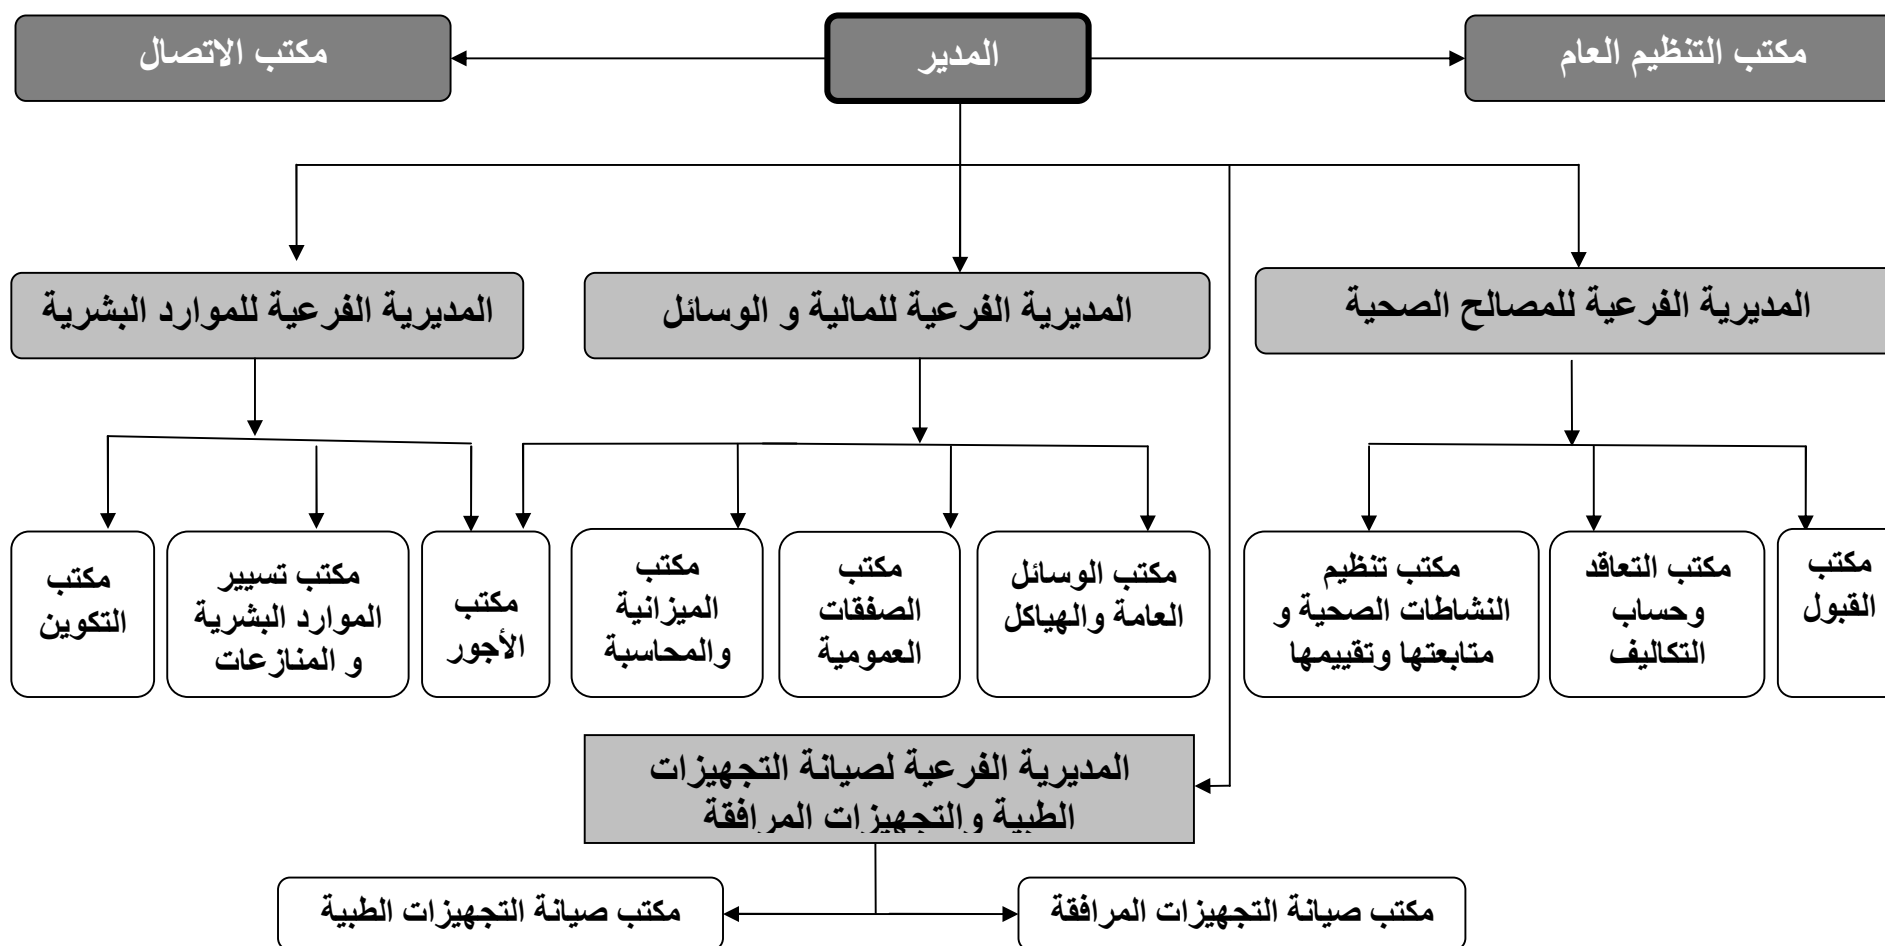 مكتب التنظيم العام
المدير
مكتب الاتصال
المديرية الفرعية للمصالح الصحية
المديرية الفرعية للمالية و الوسائل
المديرية الفرعية للموارد البشرية
مكتب
القبول
مكتب التعاقد
وحساب
التكاليف
مكتب تنظيم
النشاطات الصحية و
متابعتها وتقييمها
مكتب الوسائل
العامة والهياكل
مكتب
الصفقات
العمومية
مكتب
الميزانية
والمحاسبة
مكتب
الأجور
مكتب تسيير
الموارد البشرية
و المنازعات
مكتب
التكوين
المديرية الفرعية لصيانة التجهيزات
الطبية والتجهيزات المرافقة
مكتب صيانة التجهيزات المرافقة
مكتب صيانة التجهيزات الطبية